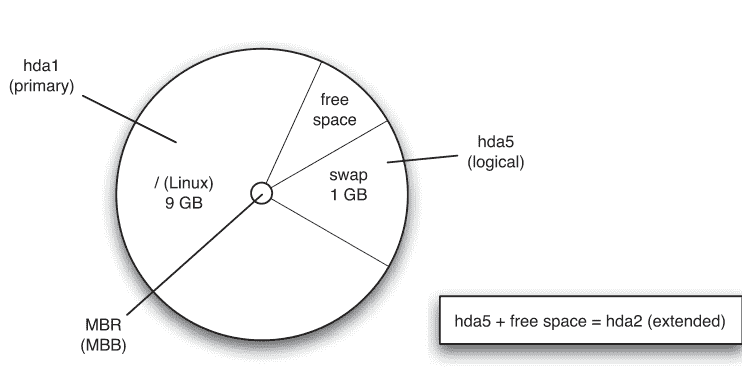 hda1
(primary)
free
space
hda5
(logical)
/ (Linux)
9 GB
swap
1 GB
MBR
(MBB)
hda5 + free space = hda2 (extended)